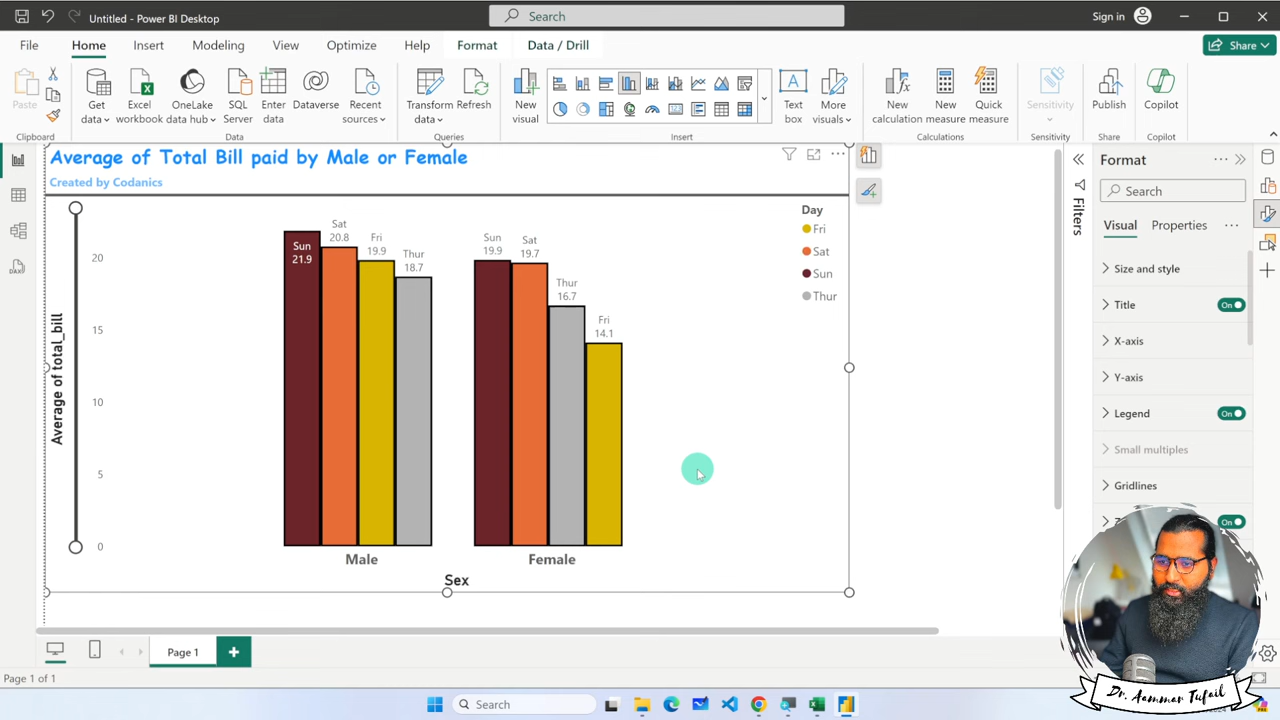 Untitled - Power BI Desktop
Search
Sign in
File
Home
Insert
Modeling
View
Optimize
Help
Format
Data / Drill
Share
Paste
Get data
Excel workbook
OneLake data hub
SQL Server
Enter data
Dataverse
Recent sources
Transform data
Refresh
New visual
Text box
More visuals
New calculation
New measure
Quick measure
Sensitivity
Publish
Copilot
Clipboard
Data
Queries
Insert
Calculations
Sensitivity
Share
Copilot
Average of Total Bill paid by Male or Female
Created by Codanics
Average of total_bill
20
15
10
5
0
Sun
21.9
Sat
20.8
Fri
19.9
Thur
18.7
Sun
19.9
Sat
19.7
Thur
16.7
Fri
14.1
Male
Female
Sex
Day
Fri
Sat
Sun
Thur
Filters
Format
Search
Visual
Properties
Size and style
Title
On
X-axis
Y-axis
Legend
On
Small multiples
Gridlines
On
Dr. Aammar Tufail
Page 1
Page 1 of 1
Search